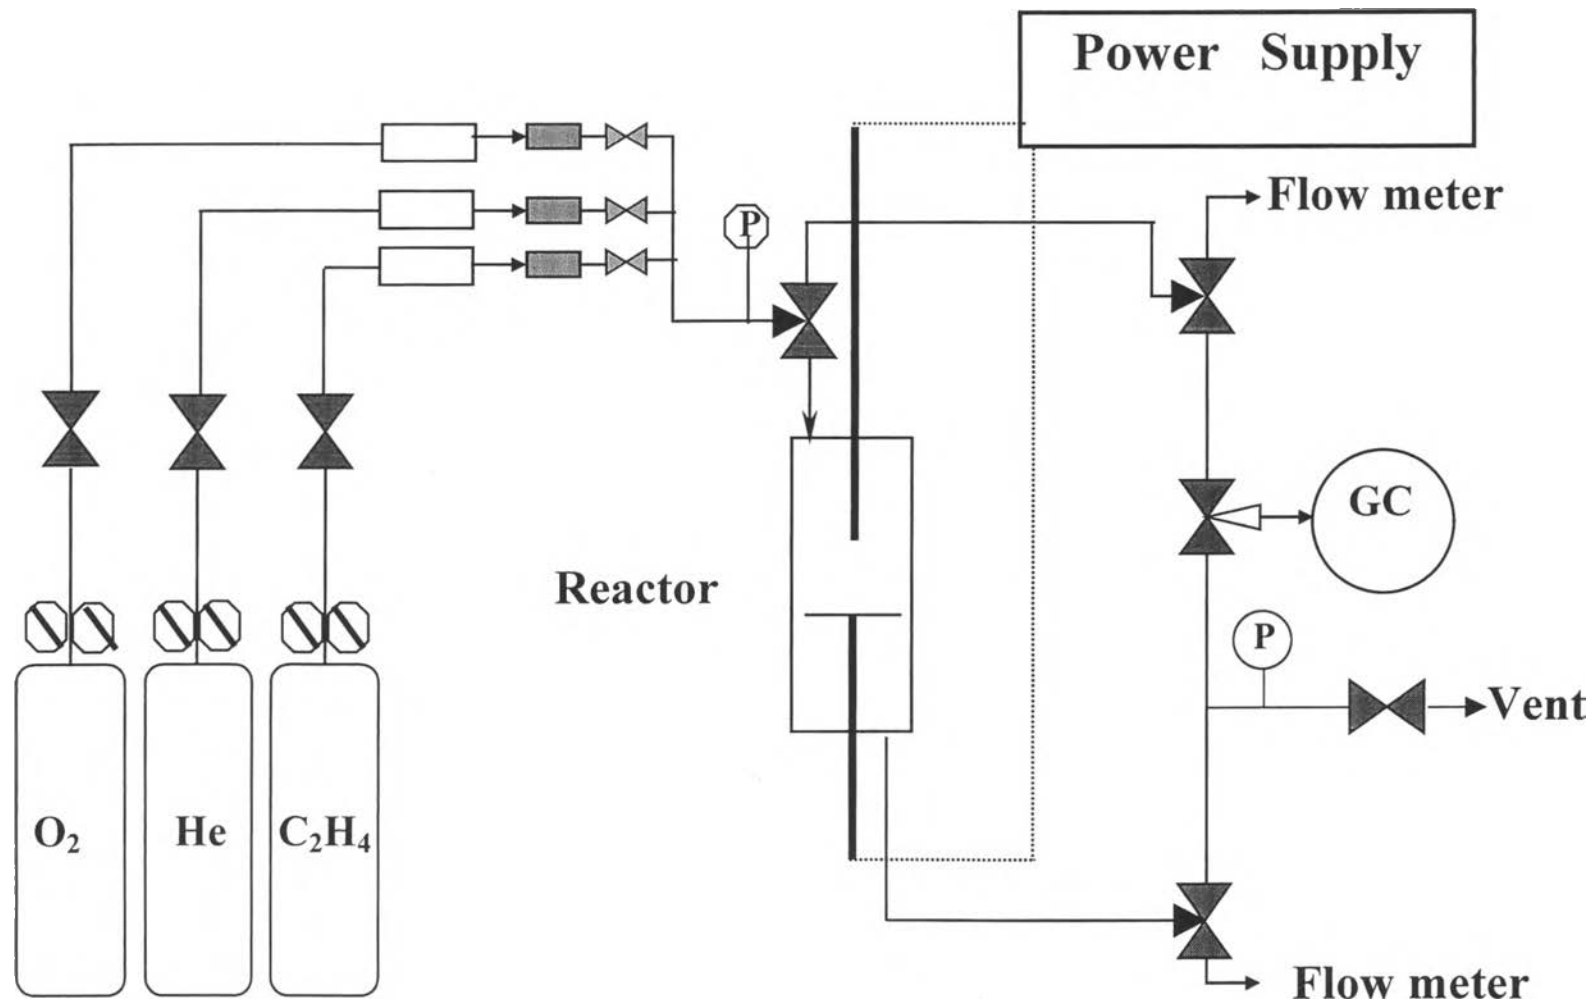 Power Supply
Flow meter
P
GC
Reactor
P
Vent
O₂
He
C₂H₄
Flow meter